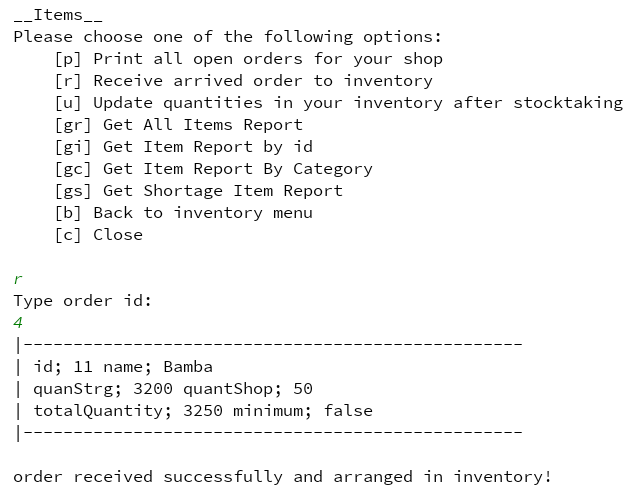 __Items__
Please choose one of the following options:
    [p] Print all open orders for your shop
    [r] Receive arrived order to inventory
    [u] Update quantities in your inventory after stocktaking
    [gr] Get All Items Report
    [gi] Get Item Report by id
    [gc] Get Item Report By Category
    [gs] Get Shortage Item Report
    [b] Back to inventory menu
    [c] Close
r
Type order id:
4
|--------------------------------------------------
| id; 11 name; Bamba
| quanStrg; 3200 quantShop; 50
| totalQuantity; 3250 minimum; false
|--------------------------------------------------
order received successfully and arranged in inventory!